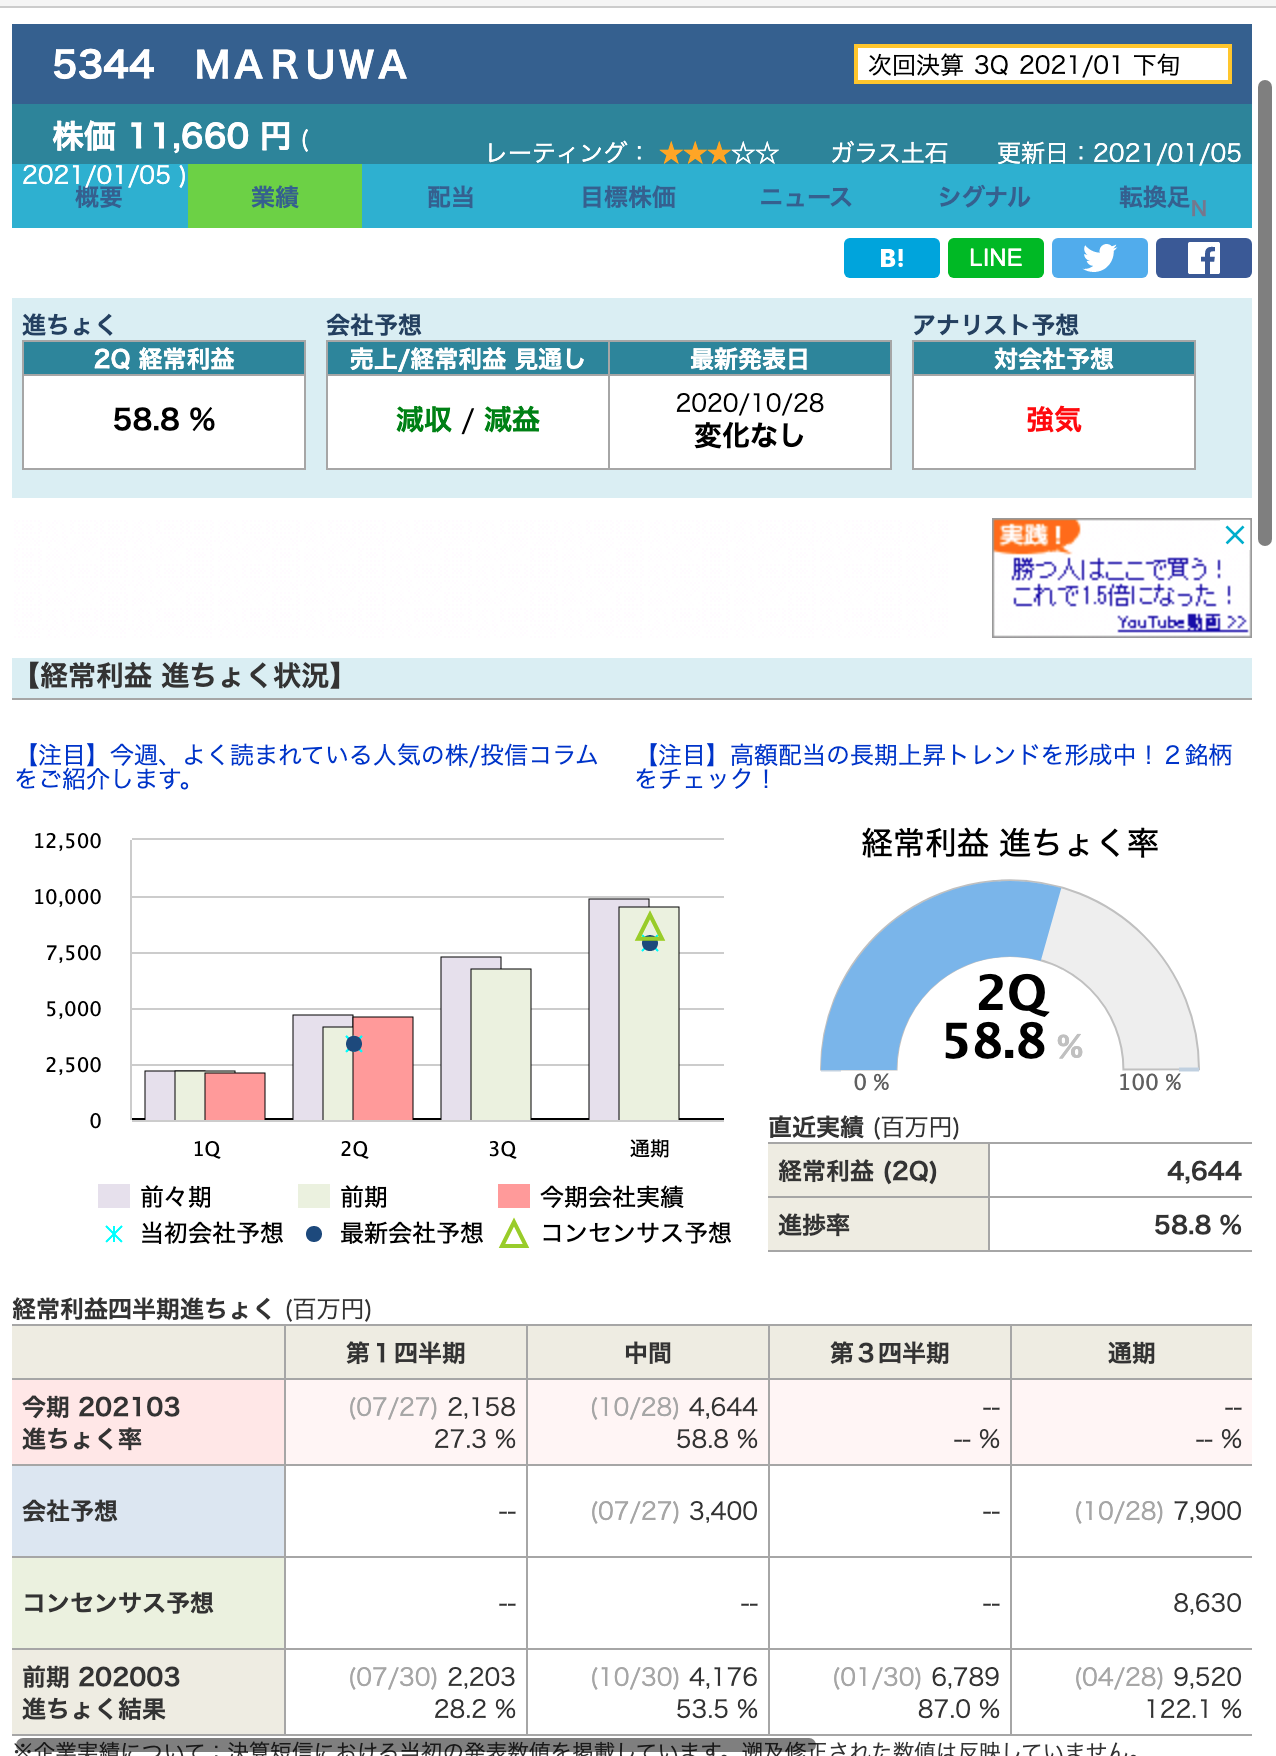 5344 MARUWA
次回決算 3Q 2021/01 下旬
株価 11,660 円 (
2021/01/05 )
レーティング： ★★★☆☆ ガラス土石 更新日：2021/01/05
概要 業績 配当 目標株価 ニュース シグナル 転換足N
B! LINE
進ちょく 会社予想 アナリスト予想
2Q 経常利益 売上/経常利益 見通し 最新発表日 対会社予想
58.8 % 減収 / 減益 2020/10/28 強気
変化なし
実践！
勝つ人はここで買う！
これで1.5倍になった！
YouTube動画 >>
【経常利益 進ちょく状況】
【注目】今週、よく読まれている人気の株/投信コラム
をご紹介します。
【注目】高額配当の長期上昇トレンドを形成中！２銘柄
をチェック！
12,500
10,000
7,500
5,000
2,500
0
1Q 2Q 3Q 通期
前々期 前期 今期会社実績
当初会社予想 最新会社予想 コンセンサス予想
経常利益 進ちょく率
2Q
58.8 %
0 % 100 %
直近実績 (百万円)
経常利益 (2Q) 4,644
進捗率 58.8 %
経常利益四半期進ちょく (百万円)
第１四半期 中間 第３四半期 通期
今期 202103 (07/27) 2,158 (10/28) 4,644 -- --
進ちょく率 27.3 % 58.8 % -- % -- %
会社予想 -- (07/27) 3,400 -- (10/28) 7,900
コンセンサス予想 -- -- -- 8,630
前期 202003 (07/30) 2,203 (10/30) 4,176 (01/30) 6,789 (04/28) 9,520
進ちょく結果 28.2 % 53.5 % 87.0 % 122.1 %
※企業実績について：決算短信における当初の発表数値を掲載しています。遡及修正された数値は反映していません。